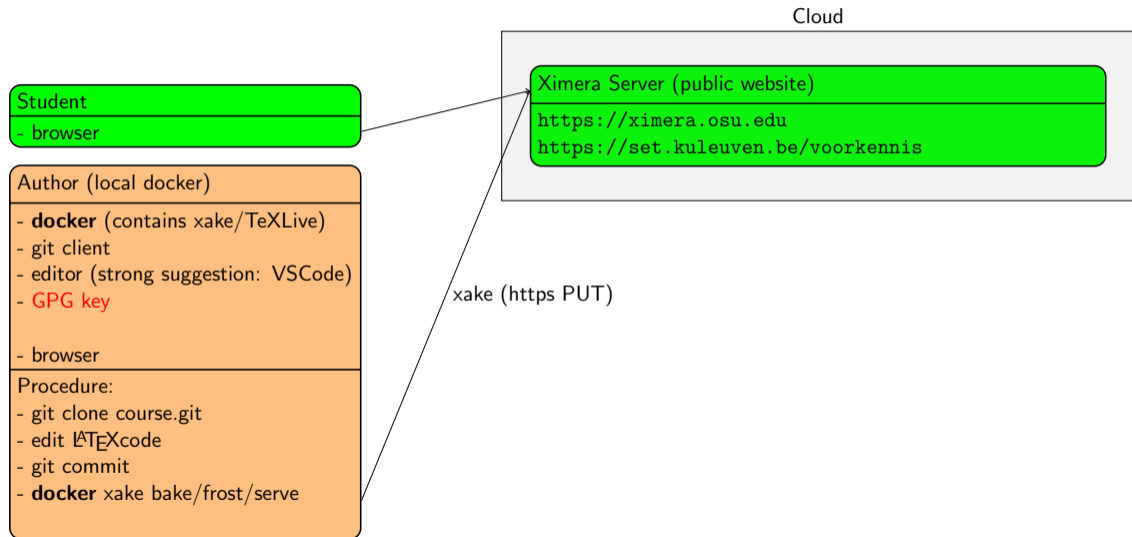 Cloud
Ximera Server (public website)
https://ximera.osu.edu
https://set.kuleuven.be/voorkennis
Student
- browser
Author (local docker)
- docker (contains xake/TeXLive)
- git client
- editor (strong suggestion: VSCode)
- GPG key
- browser
Procedure:
- git clone course.git
- edit LATEXcode
- git commit
- docker xake bake/frost/serve
xake (https PUT)